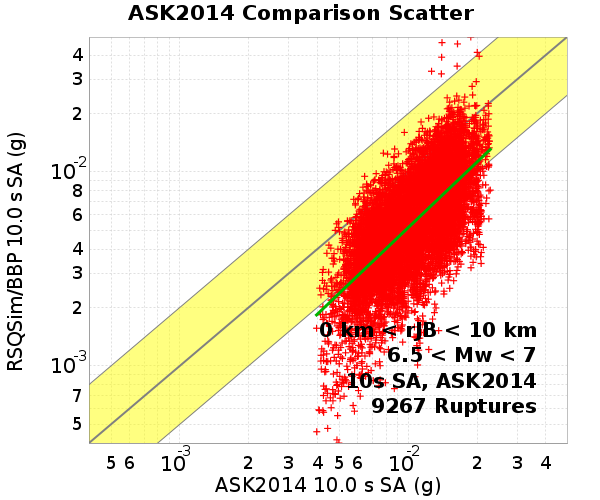 ASK2014 Comparison Scatter
RSQSim/BBP 10.0 s SA (g)
4
3
2
10-2
8
6
4
3
2
10-3
7
5
0 km < rJB < 10 km
6.5 < Mw < 7
10s SA, ASK2014
9267 Ruptures
5 6 10-3 2 3 4 5 6 10-2 2 3 4
ASK2014 10.0 s SA (g)